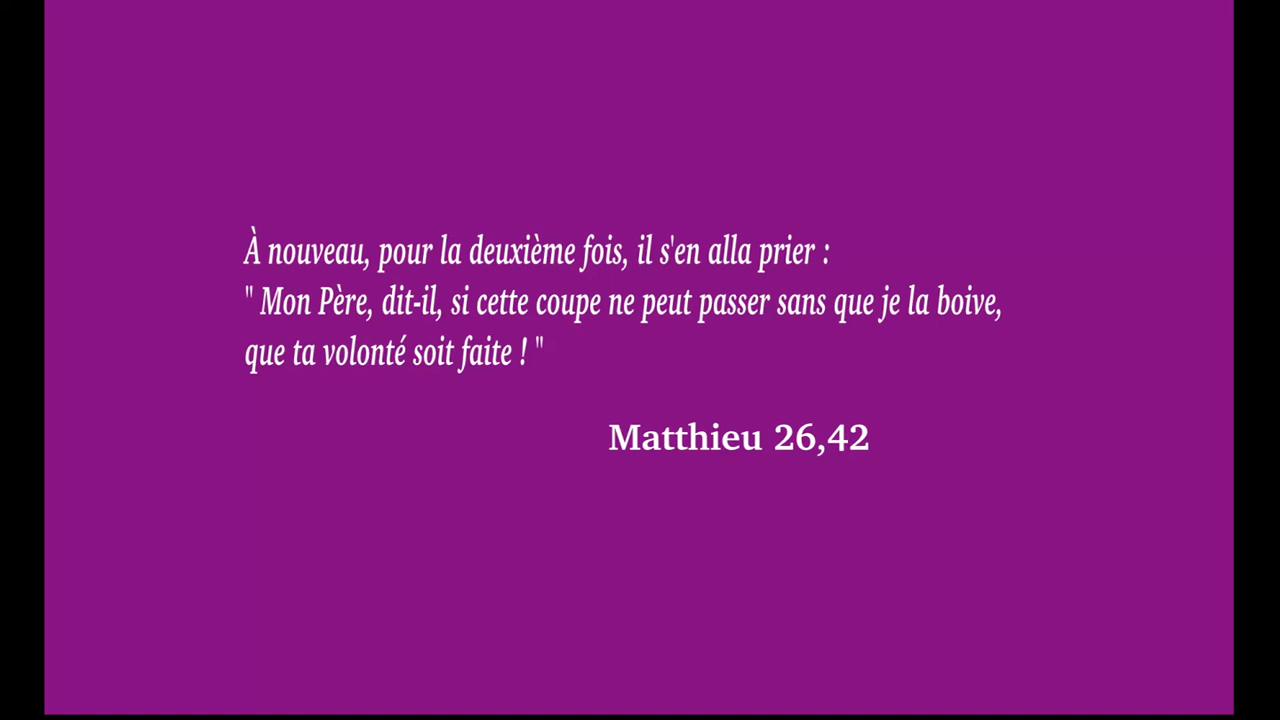 À nouveau, pour la deuxième fois, il s'en alla prier :
" Mon Père, dit-il, si cette coupe ne peut passer sans que je la boive,
que ta volonté soit faite ! "
Matthieu 26,42